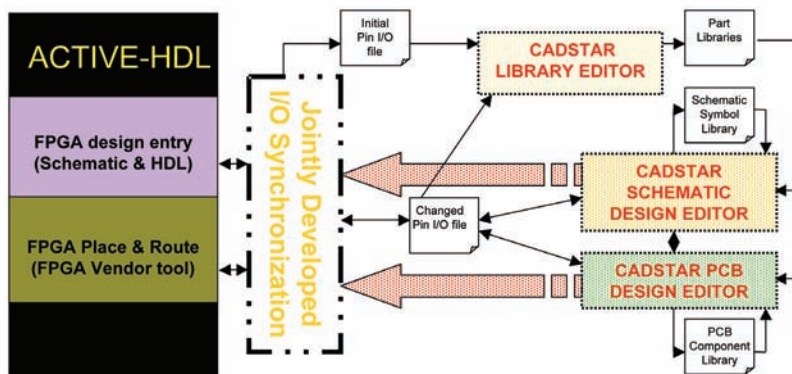 ACTIVE-HDL
FPGA design entry
(Schematic & HDL)
FPGA Place & Route
(FPGA Vendor tool)
Jointly Developed
I/O Synchronization
Initial
Pin I/O
file
CADSTAR
LIBRARY EDITOR
Part
Libraries
Schematic
Symbol
Library
CADSTAR
SCHEMATIC
DESIGN EDITOR
Changed
Pin I/O file
CADSTAR PCB
DESIGN EDITOR
PCB
Component
Library